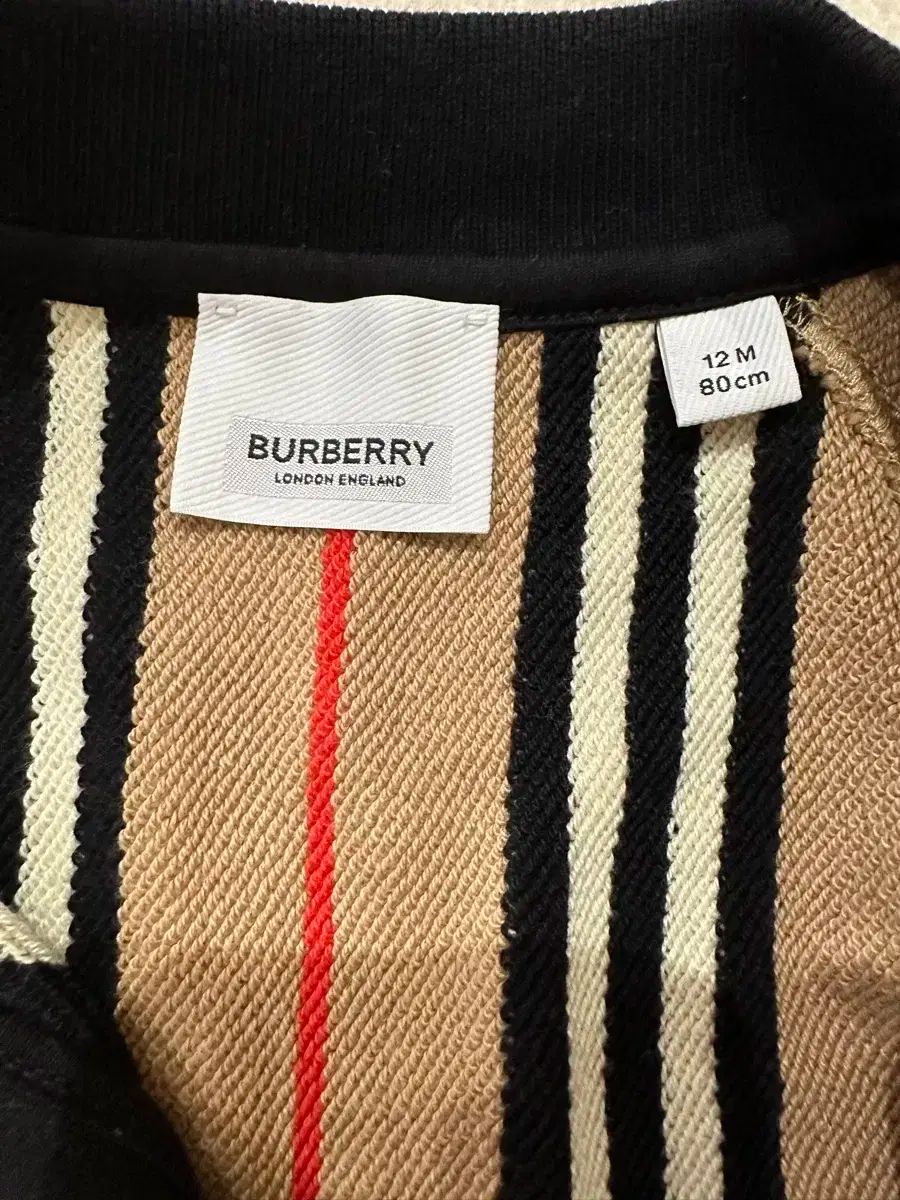 BURBERRY
LONDON ENGLAND
12 M
80cm